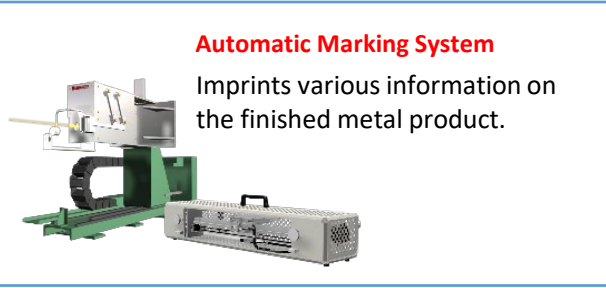 Automatic Marking System
Imprints various information on
the finished metal product.